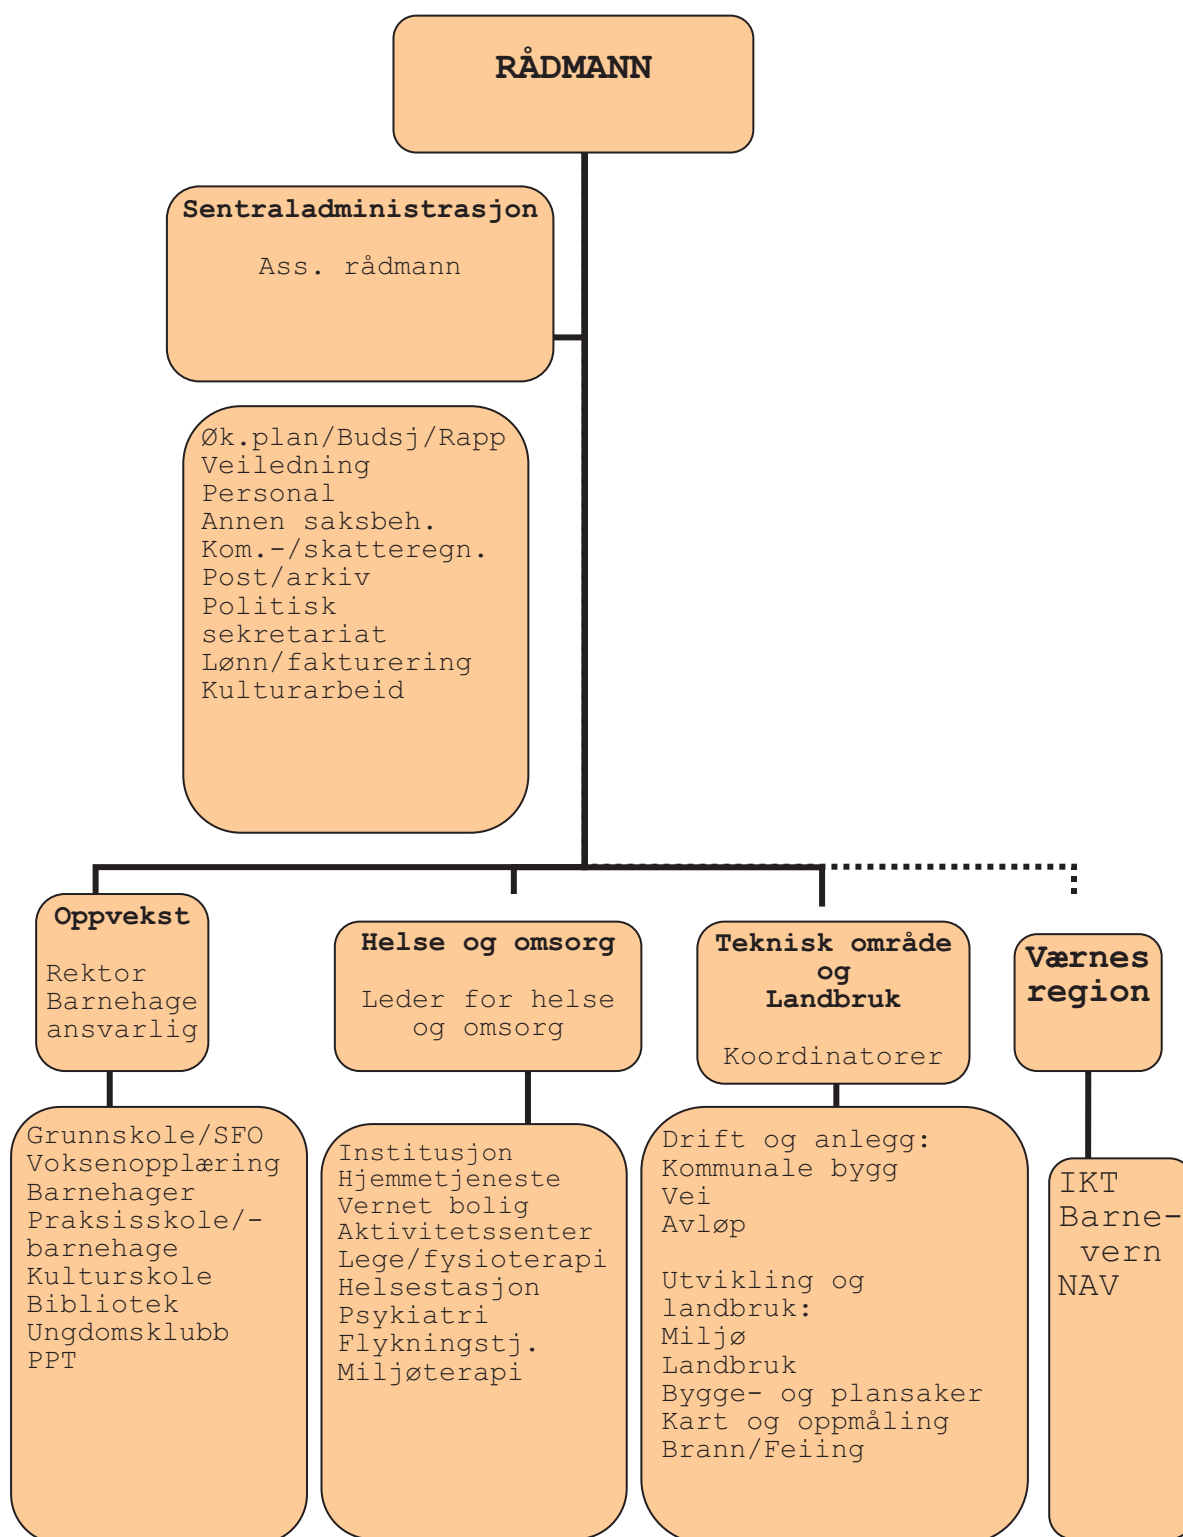 RÅDMANN
Sentraladministrasjon
Ass. rådmann
Øk.plan/Budsj/Rapp
Veiledning
Personal
Annen saksbeh.
Kom.-/skatteregn.
Post/arkiv
Politisk
sekretariat
Lønn/fakturering
Kulturarbeid
Oppvekst
Rektor
Barnehage
ansvarlig
Helse og omsorg
Leder for helse
og omsorg
Teknisk område
og
Landbruk
Koordinatorer
Værnes
region
Grunnskole/SFO
Voksenopplæring
Barnehager
Praksisskole/-
barnehage
Kulturskole
Bibliotek
Ungdomsklubb
PPT
Institusjon
Hjemmetjeneste
Vernet bolig
Aktivitetssenter
Lege/fysioterapi
Helsestasjon
Psykiatri
Flykningstj.
Miljøterapi
Drift og anlegg:
Kommunale bygg
Vei
Avløp
Utvikling og
landbruk:
Miljø
Landbruk
Bygge- og plansaker
Kart og oppmåling
Brann/Feiing
IKT
Barne-
vern
NAV